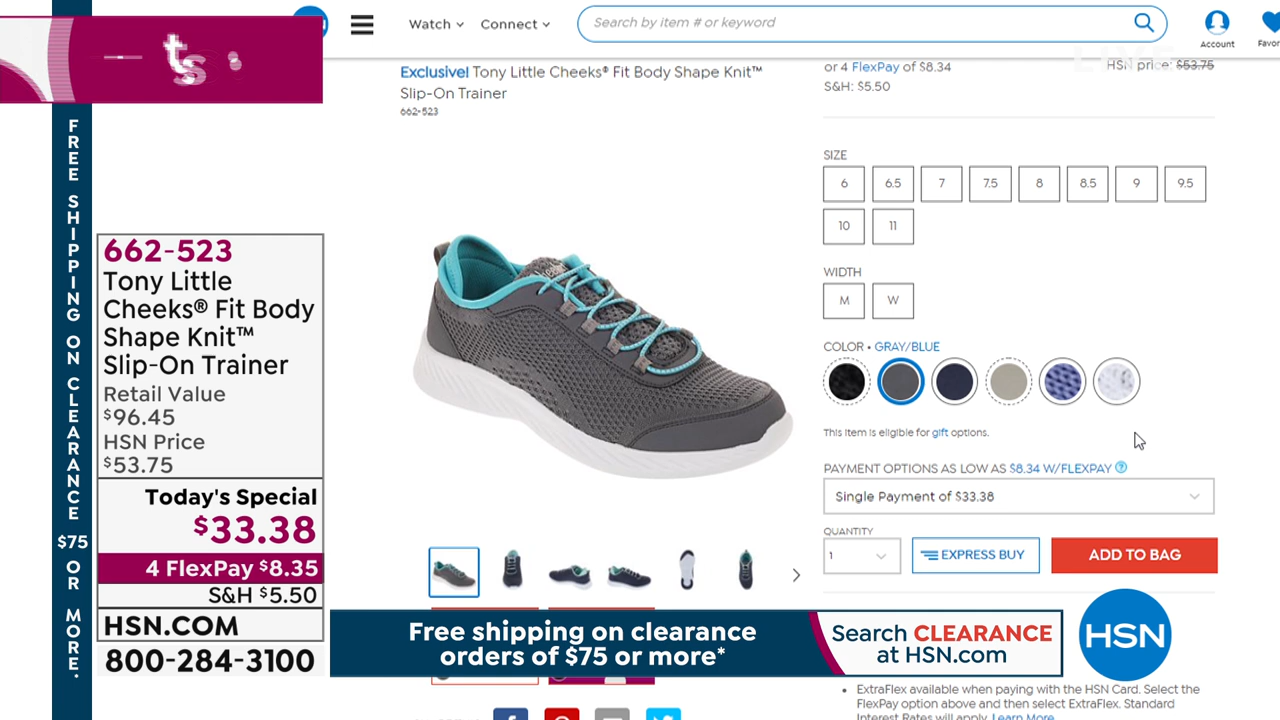 ts
FREE SHIPPING ON CLEARANCE $75 OR MORE.
Watch
Connect
Search by item # or keyword
Account
LIVE
Exclusive! Tony Little Cheeks® Fit Body Shape Knit™
Slip-On Trainer
662-523
or 4 FlexPay of $8.34
HSN price: $53.75
S&H: $5.50
SIZE
6 6.5 7 7.5 8 8.5 9 9.5
10 11
WIDTH
M W
COLOR • GRAY/BLUE
This item is eligible for gift options.
PAYMENT OPTIONS AS LOW AS $8.34 W/FLEXPAY ?
Single Payment of $33.38
QUANTITY
1
EXPRESS BUY
ADD TO BAG
662-523
Tony Little
Cheeks® Fit Body
Shape Knit™
Slip-On Trainer
Retail Value
$96.45
HSN Price
$53.75
Today's Special
$33.38
4 FlexPay $8.35
S&H $5.50
HSN.COM
800-284-3100
Free shipping on clearance
orders of $75 or more*
Search CLEARANCE
at HSN.com
HSN
• ExtraFlex available when paying with the HSN Card. Select the
FlexPay option above and then select ExtraFlex. Standard
Interest Rates will apply. Learn More